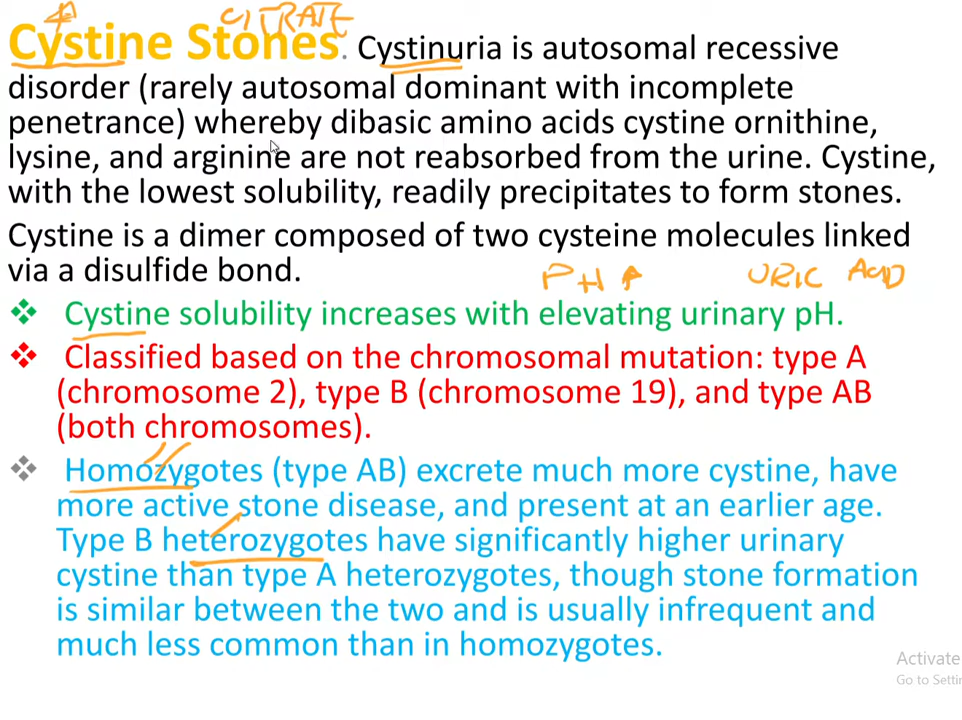 CITRATE
Cystine Stones. Cystinuria is autosomal recessive
disorder (rarely autosomal dominant with incomplete
penetrance) whereby dibasic amino acids cystine ornithine,
lysine, and arginine are not reabsorbed from the urine. Cystine,
with the lowest solubility, readily precipitates to form stones.
Cystine is a dimer composed of two cysteine molecules linked
via a disulfide bond.
PH ↑ URIC ACID
❖ Cystine solubility increases with elevating urinary pH.
❖ Classified based on the chromosomal mutation: type A
(chromosome 2), type B (chromosome 19), and type AB
(both chromosomes).
❖ Homozygotes (type AB) excrete much more cystine, have
more active stone disease, and present at an earlier age.
Type B heterozygotes have significantly higher urinary
cystine than type A heterozygotes, though stone formation
is similar between the two and is usually infrequent and
much less common than in homozygotes.
Activate
Go to Settin